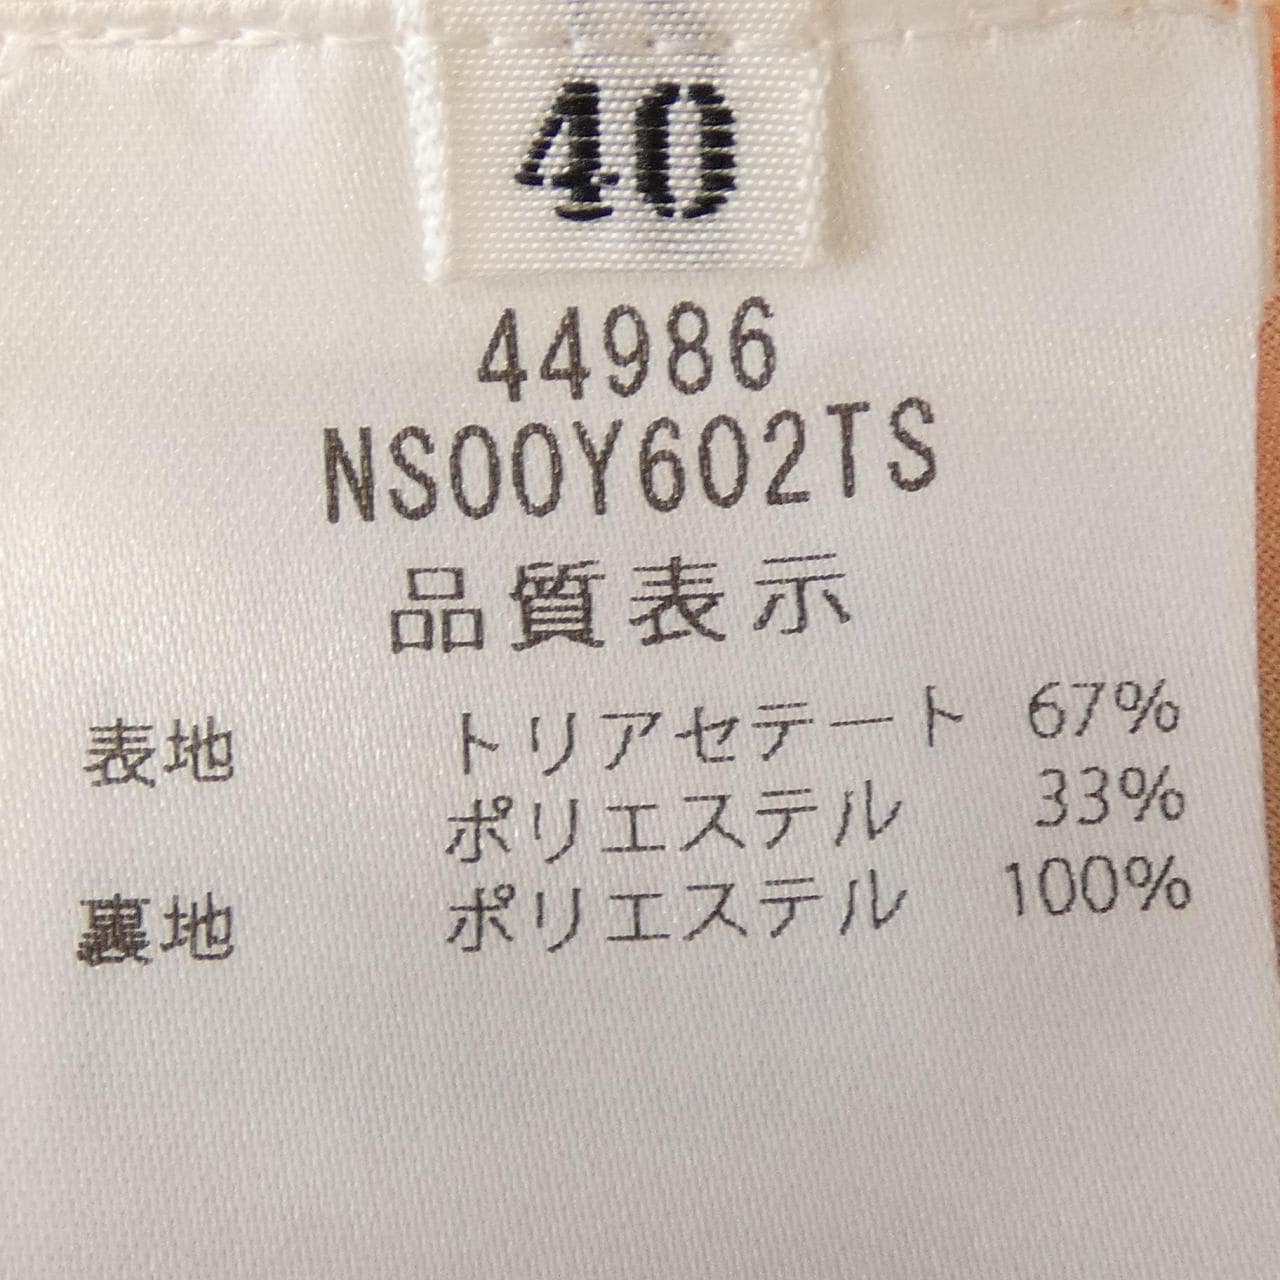 40
44986
NS00Y602TS
品質表示
表地 トリアセテート 67%
ポリエステル 33%
裏地 ポリエステル 100%